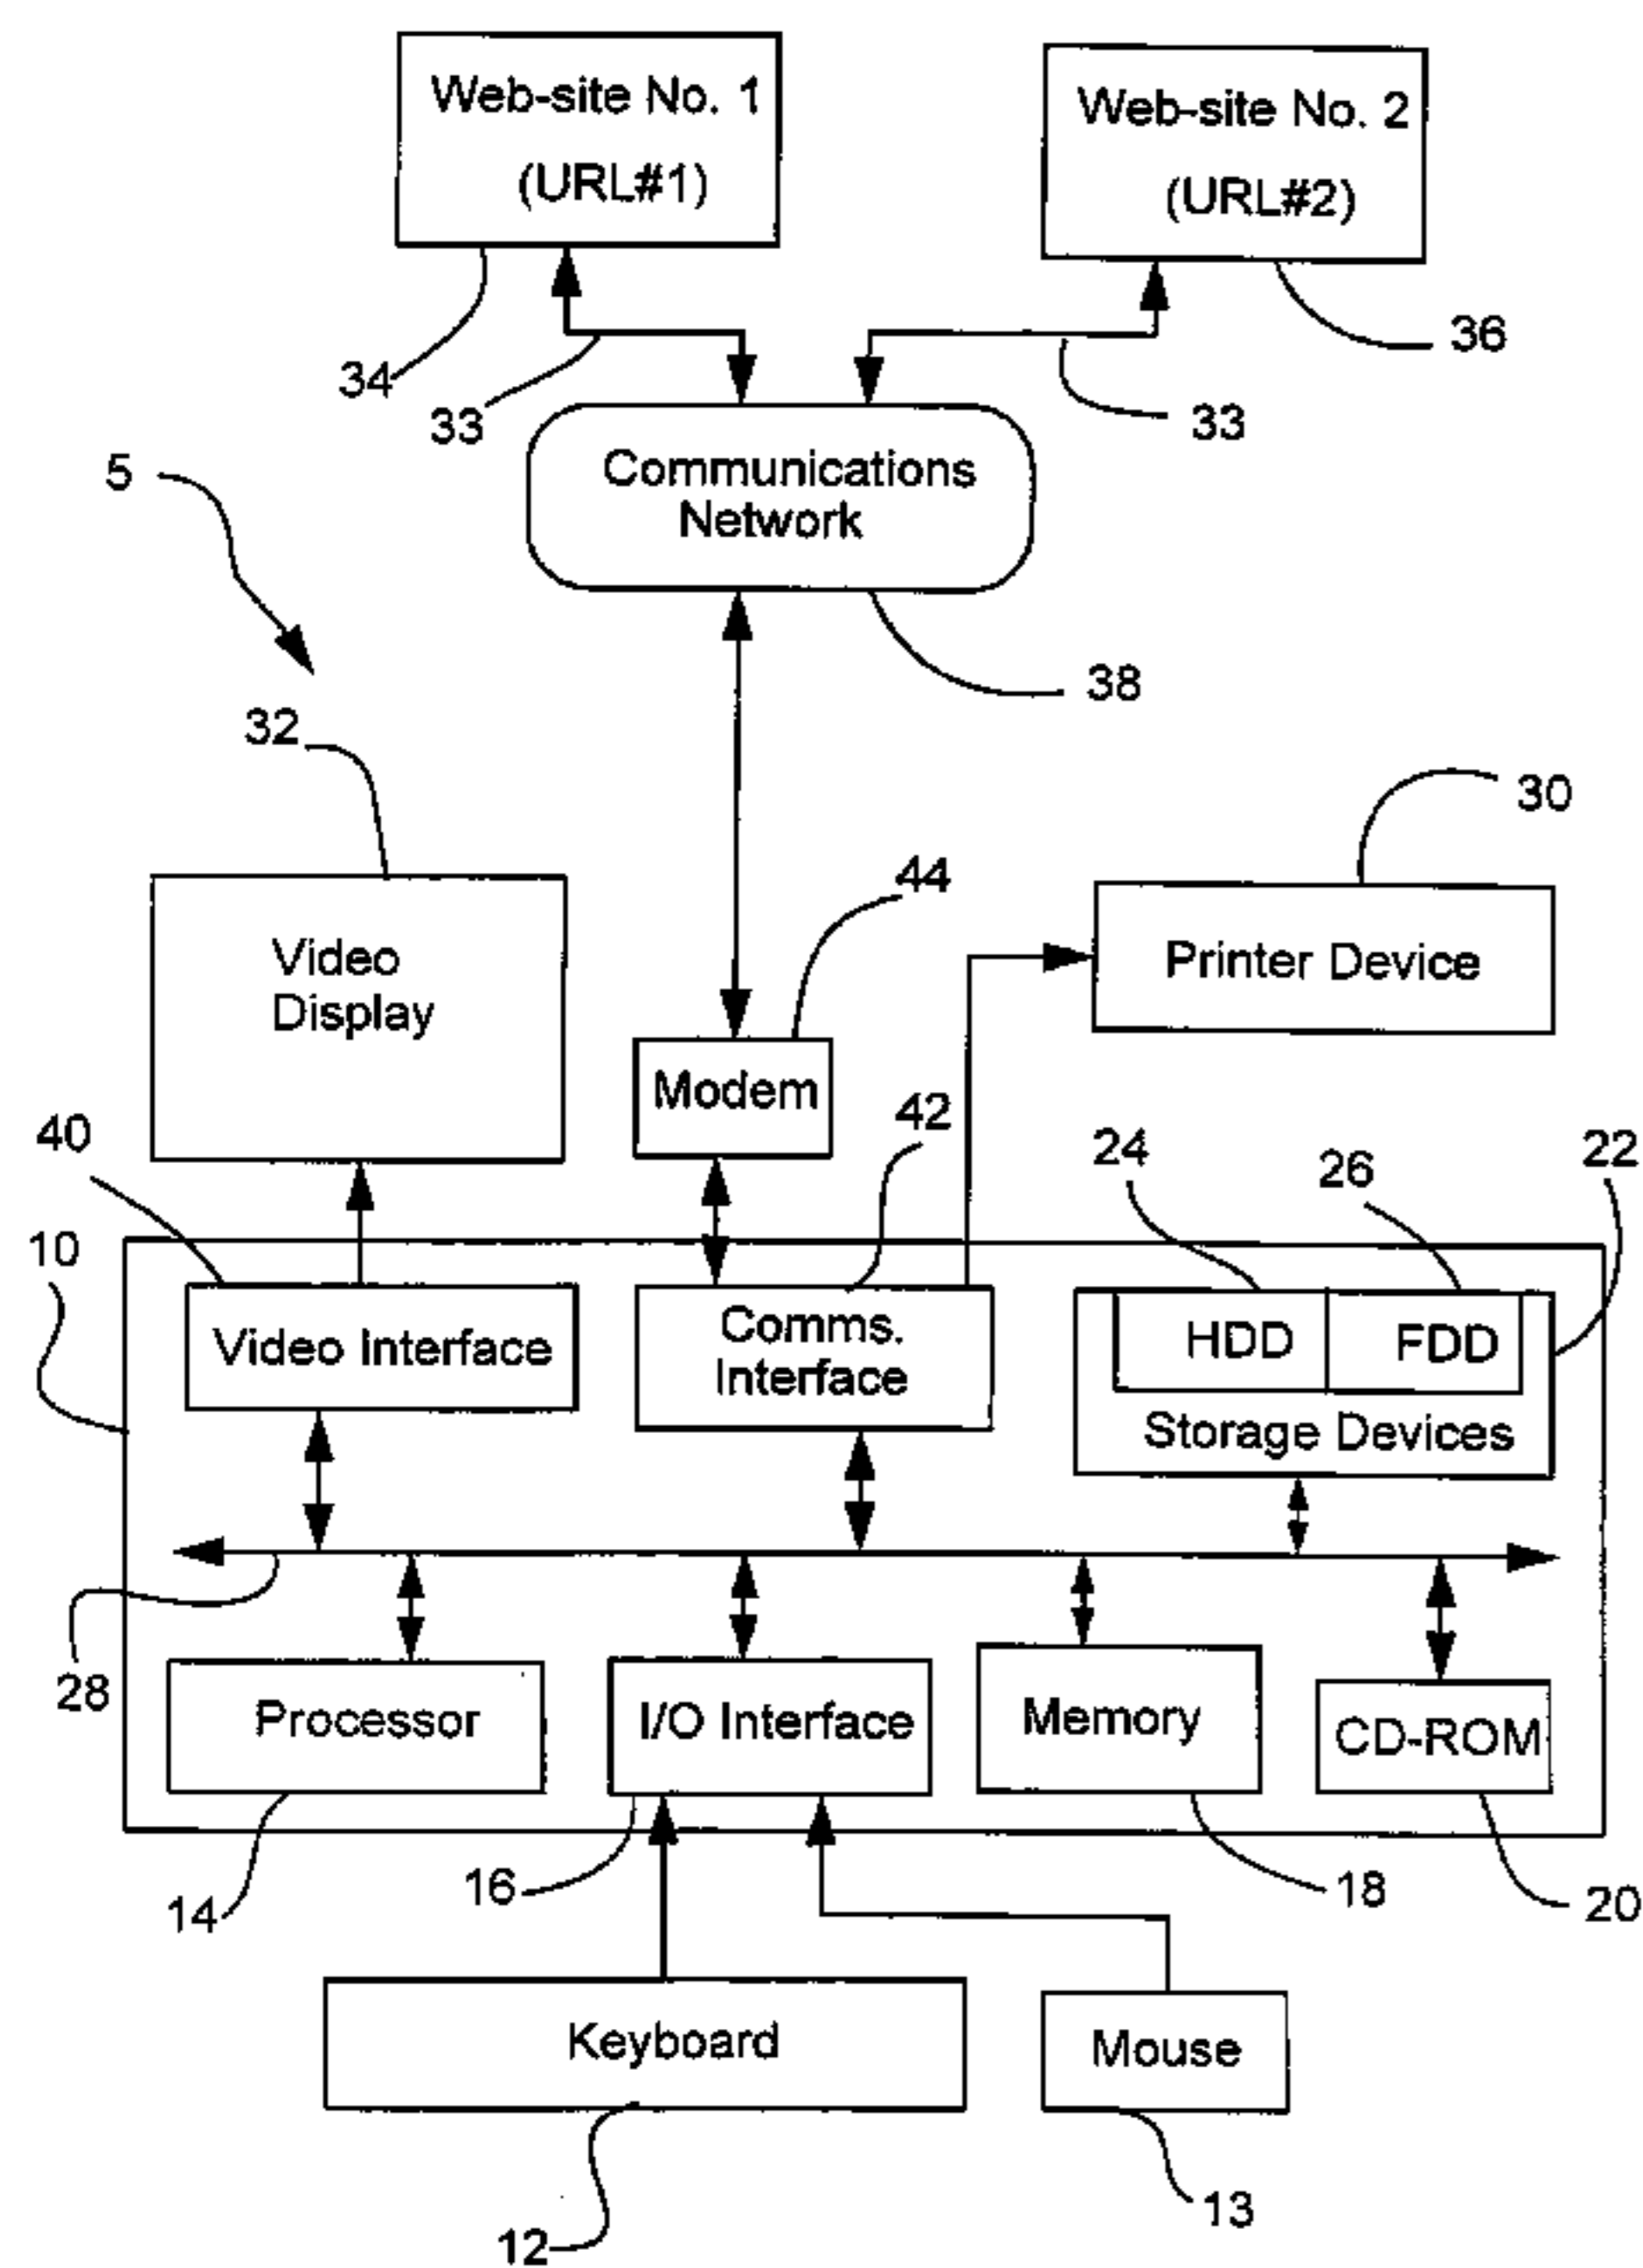 Web-site No. 1
(URL#1)
Web-site No. 2
(URL#2)
34
33
33
36
5
Communications
Network
38
32
30
44
Video
Display
Printer Device
Modem
40
42
24
26
22
10
Video Interface
Comms.
Interface
HDD
FDD
Storage Devices
28
Processor
I/O Interface
Memory
CD-ROM
14
16
18
20
Keyboard
Mouse
12
13